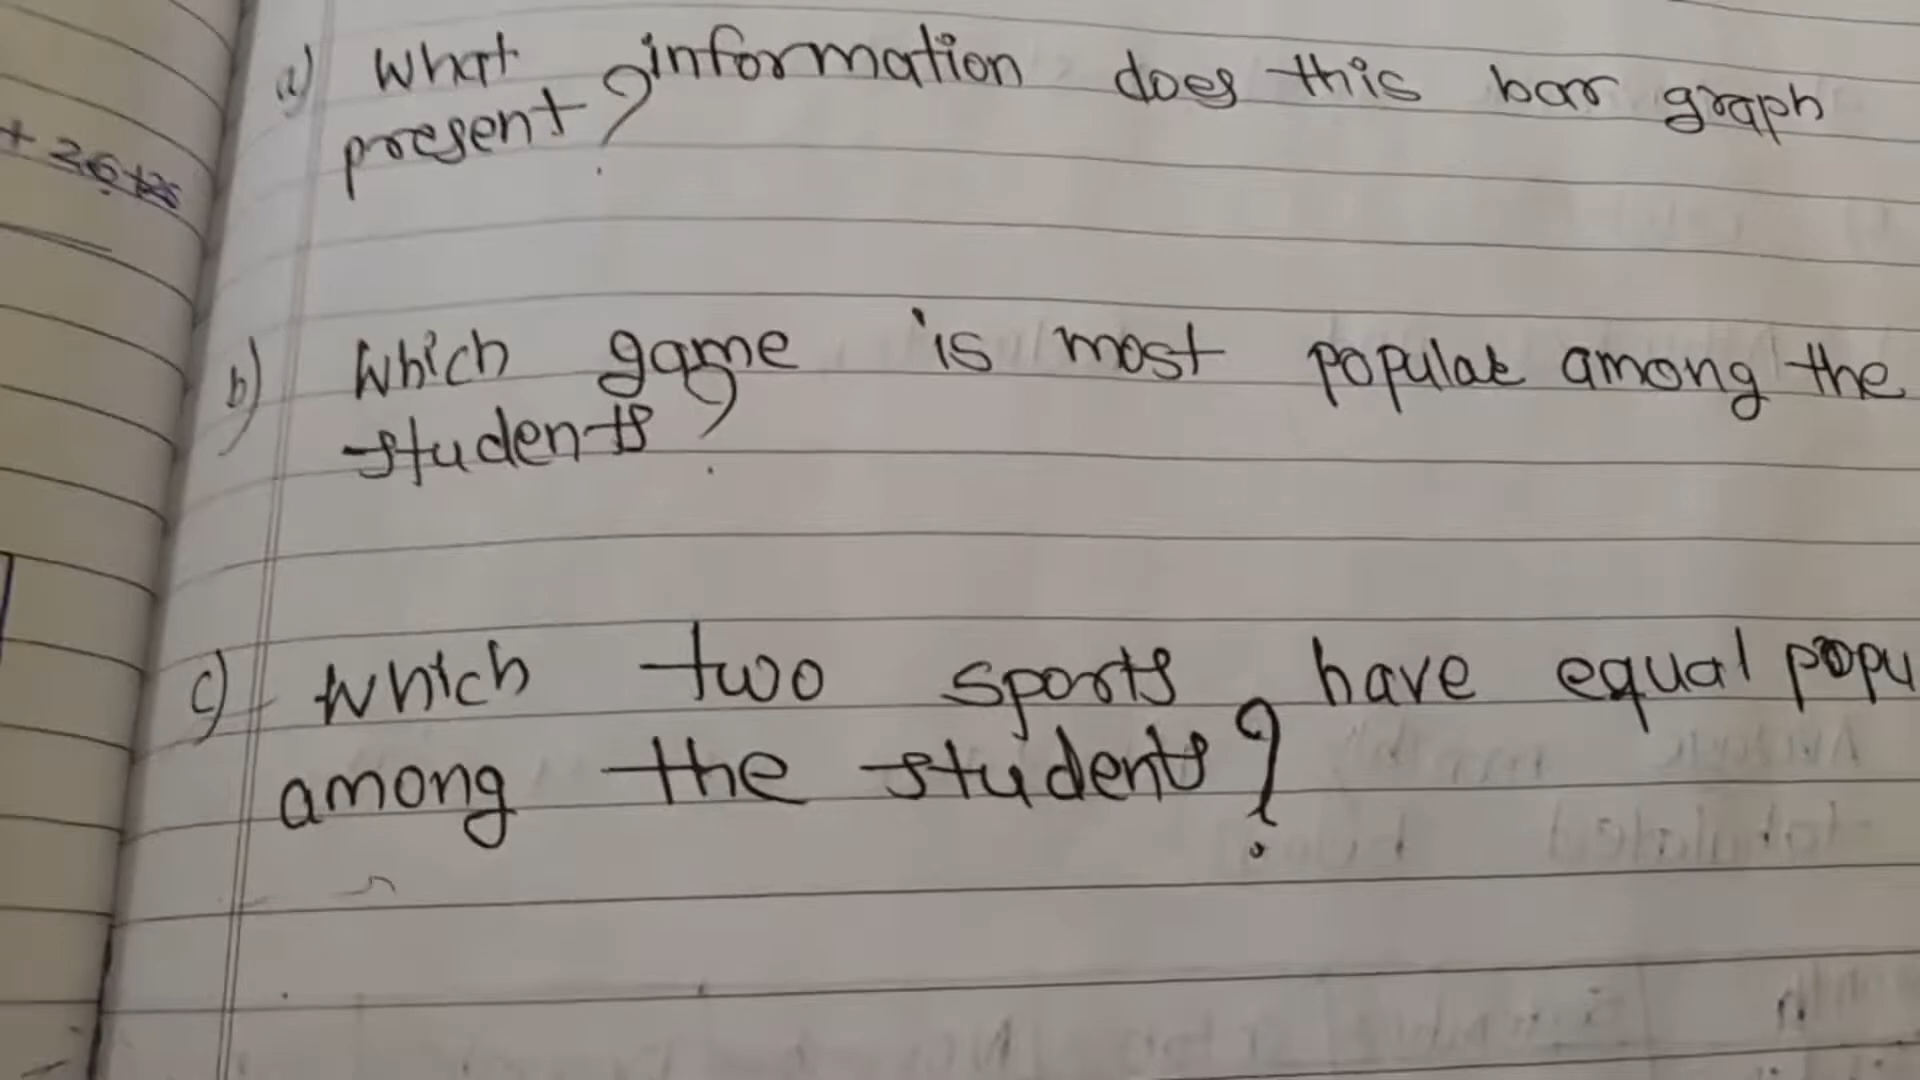 a) What information does this bar graph
present?
b) Which game is most popular among the
students?
c) Which two sports have equal popu
among the students?